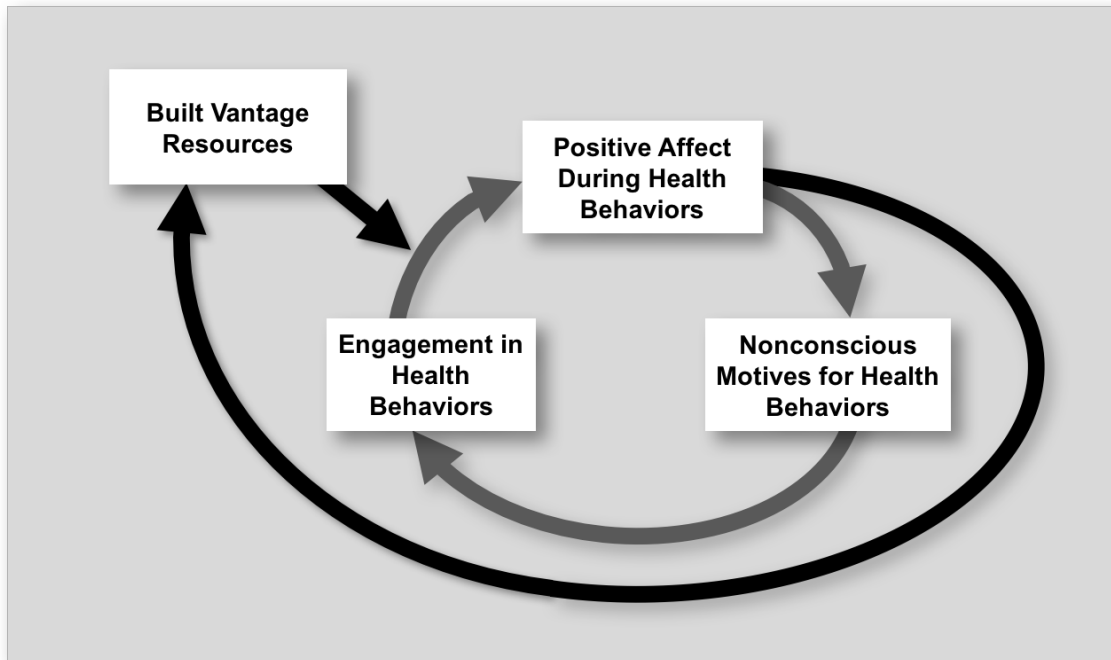 Built Vantage
Resources
Positive Affect
During Health
Behaviors
Engagement in
Health
Behaviors
Nonconscious
Motives for Health
Behaviors